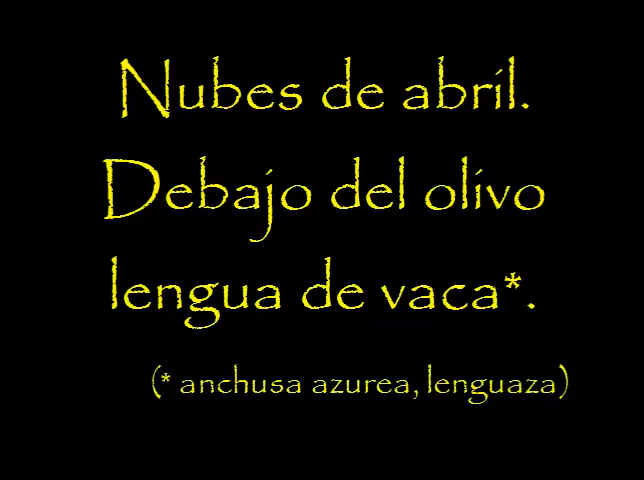 Nubes de abril.
Debajo del olivo
lengua de vaca*.
(* anchusa azurea, lenguaza)